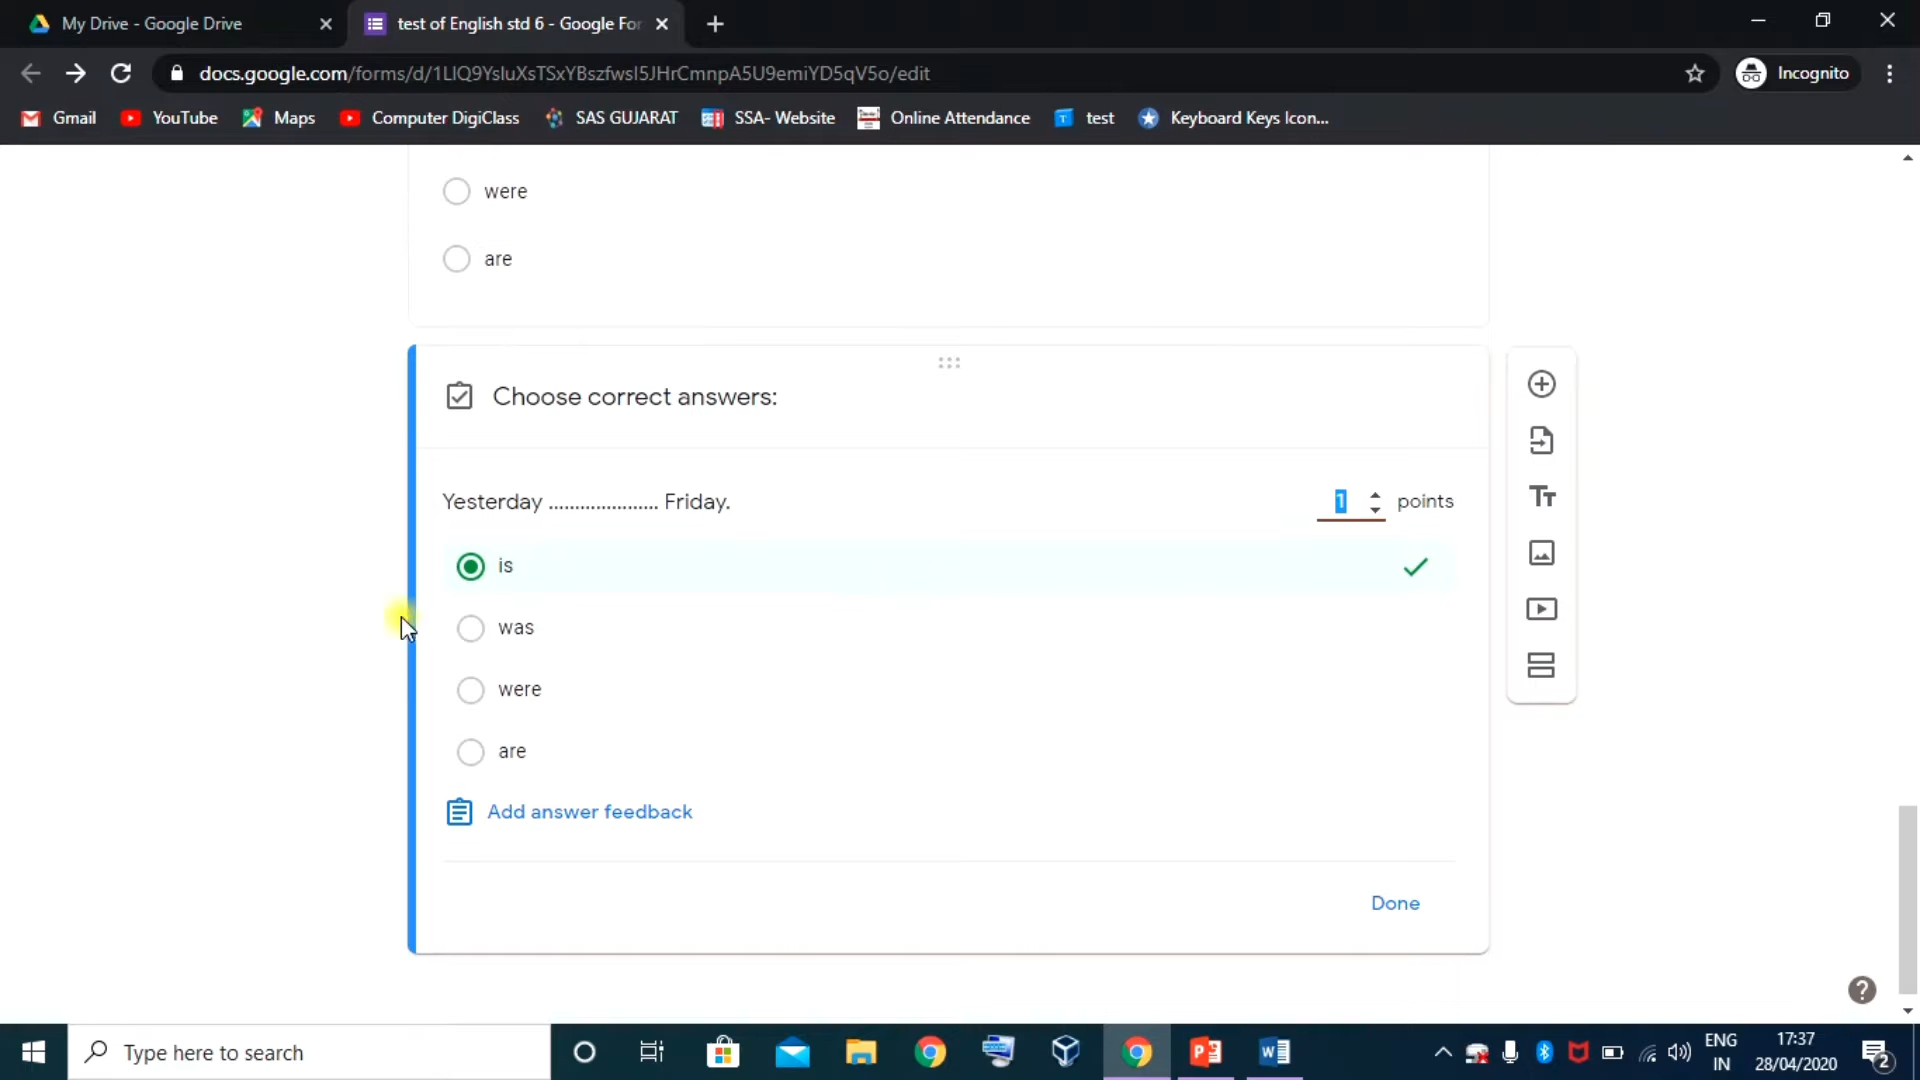 My Drive - Google Drive
test of English std 6 - Google For
docs.google.com/forms/d/1LlQ9YsluXsTSxYBszfwsI5JHrCmnpA5U9emiYD5qV5o/edit
Incognito
Gmail
YouTube
Maps
Computer DigiClass
SAS GUJARAT
SSA- Website
Online Attendance
test
Keyboard Keys Icon...
were
are
Choose correct answers:
Yesterday ..................... Friday.
1 points
is
was
were
are
Add answer feedback
Done
Type here to search
ENG
IN
17:37
28/04/2020
2